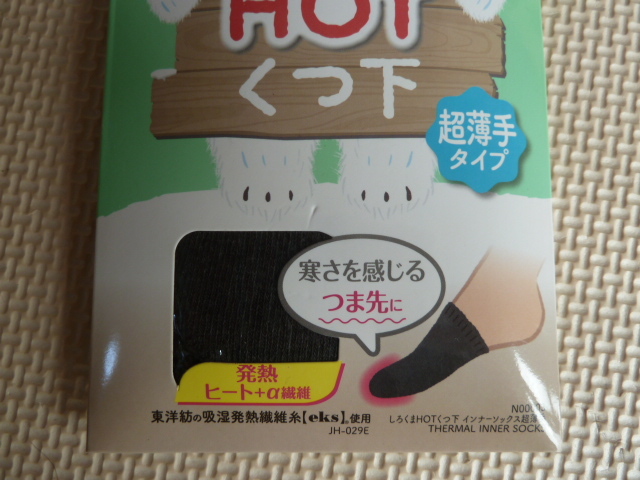 HOT
くつ下
超薄手
タイプ
寒さを感じる
つま先に
発熱
ヒート+α繊維
東洋紡の吸湿発熱繊維糸【eks】®使用
JH-029E
しろくまHOTくつ下 インナーソックス超薄
THERMAL INNER SOCKS